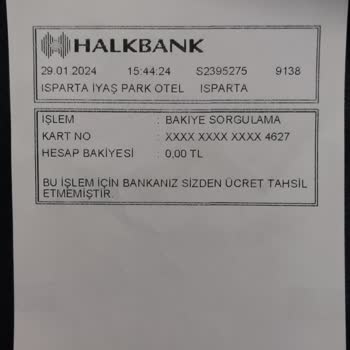 HALKBANK
29.01.2024 15:44:24 S2395275 9138
ISPARTA İYAŞ PARK OTEL ISPARTA
İŞLEM : BAKİYE SORGULAMA
KART NO : XXXX XXXX XXXX 4627
HESAP BAKİYESİ : 0,00 TL
BU İŞLEM İÇİN BANKANIZ SİZDEN ÜCRET TAHSİL
ETMEMİŞTİR.